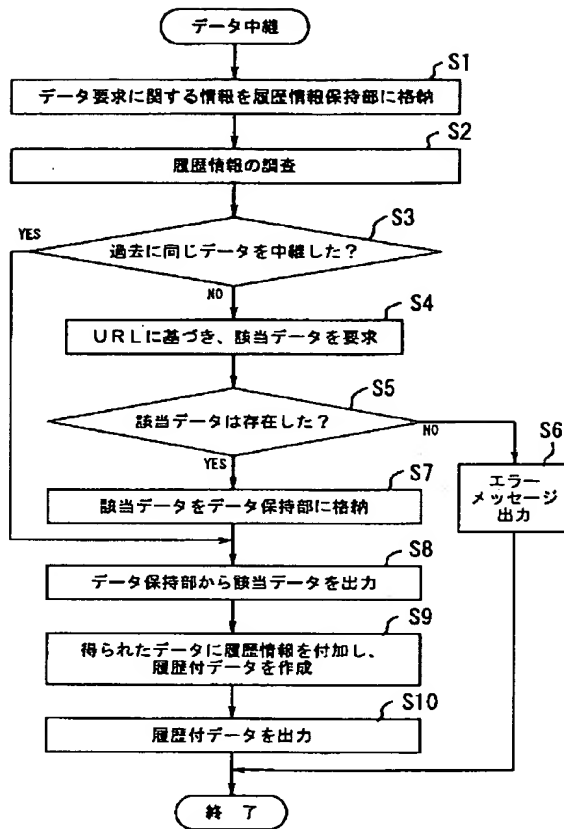 データ中継
S1
データ要求に関する情報を履歴情報保持部に格納
S2
履歴情報の調査
S3
YES
過去に同じデータを中継した？
NO
S4
ＵＲＬに基づき、該当データを要求
S5
該当データは存在した？
NO
YES
S6
エラー
メッセージ
出力
S7
該当データをデータ保持部に格納
S8
データ保持部から該当データを出力
S9
得られたデータに履歴情報を付加し、
履歴付データを作成
S10
履歴付データを出力
終　了